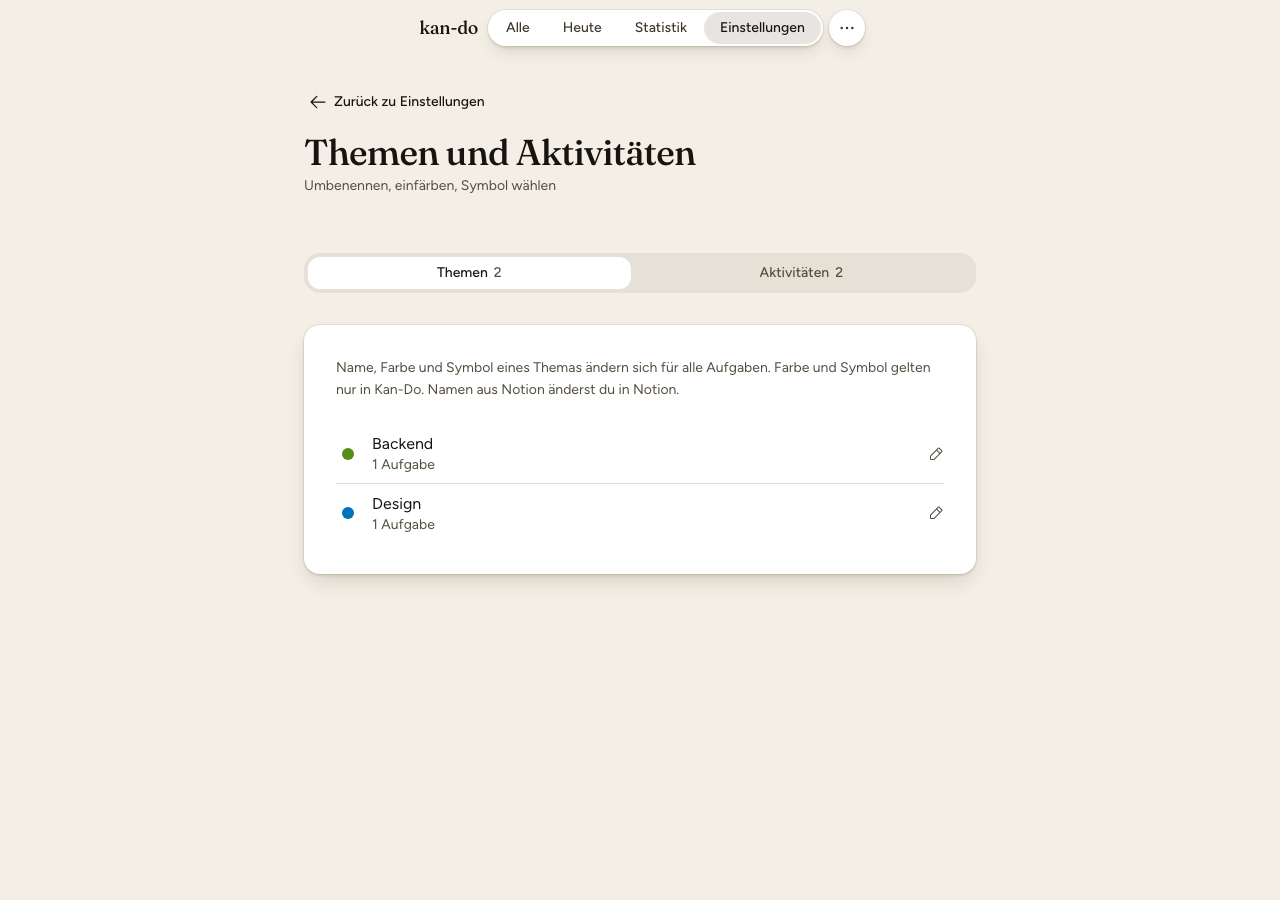 kan-do
Alle
Heute
Statistik
Einstellungen
Zurück zu Einstellungen
Themen und Aktivitäten
Umbenennen, einfärben, Symbol wählen
Themen 2
Aktivitäten 2
Name, Farbe und Symbol eines Themas ändern sich für alle Aufgaben. Farbe und Symbol gelten
nur in Kan-Do. Namen aus Notion änderst du in Notion.
Backend
1 Aufgabe
Design
1 Aufgabe